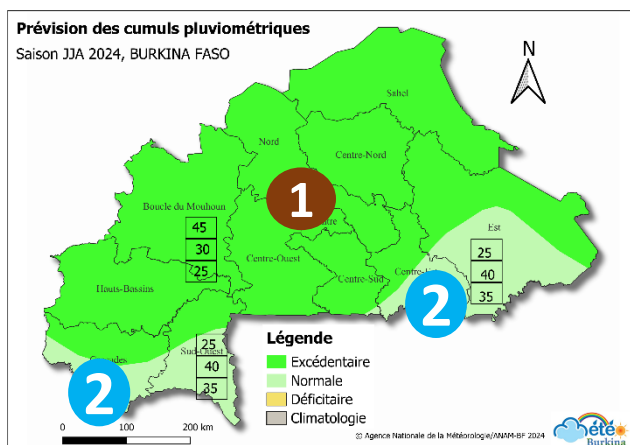 Prévision des cumuls pluviométriques
Saison JJA 2024, BURKINA FASO
N
Sahel
Nord
Centre-Nord
1
Boucle du Mouhoun
45
30
25
Est
25
40
35
Centre-Ouest
Hauts-Bassins
Centre-Sud
2
Sud-Ouest
25
40
35
2
Légende
Excédentaire
Normale
Déficitaire
Climatologie
0 100 200 km
© Agence Nationale de la Météorologie/ANAM-BF 2024
été
Burkina